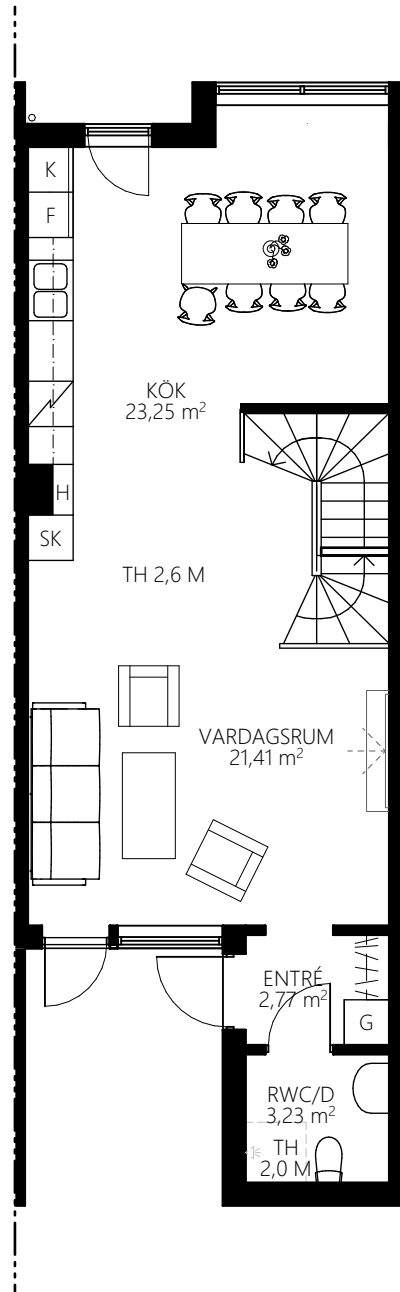 K
F
KÖK
23,25 m²
H
SK
TH 2,6 M
VARDAGSRUM
21,41 m²
ENTRÉ
2,77 m²
G
RWC/D
3,23 m²
TH
2,0 M